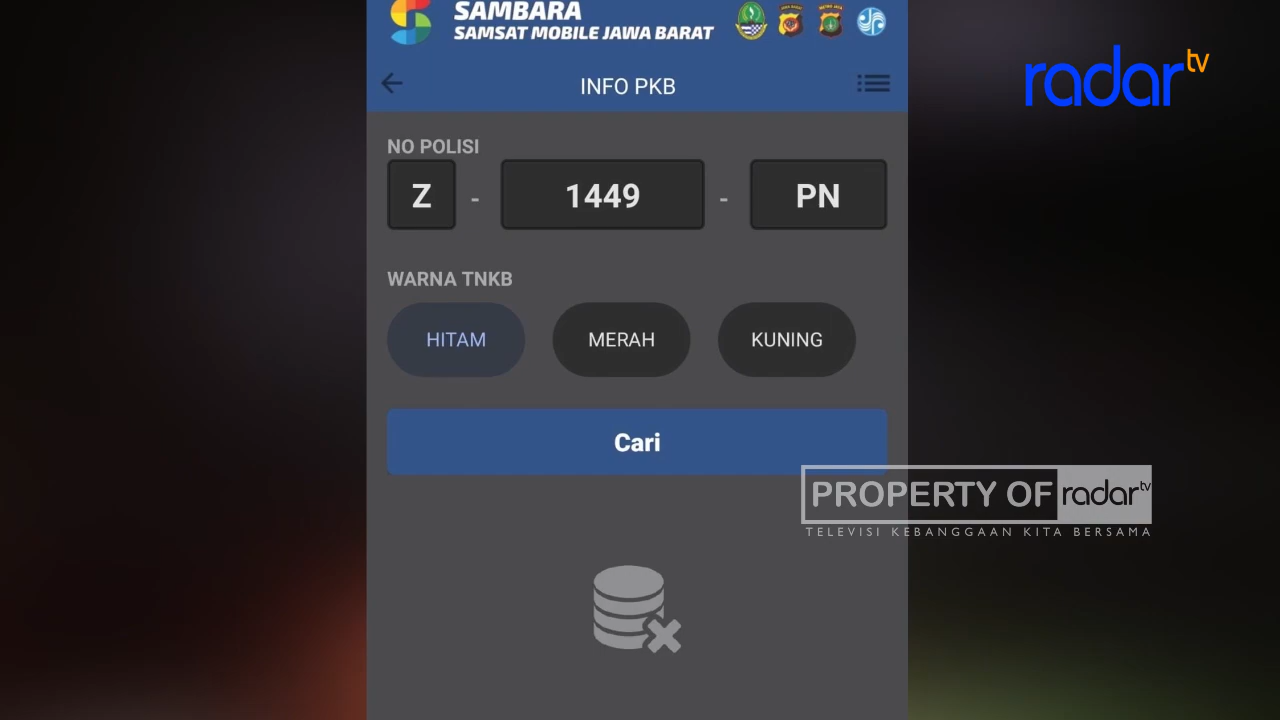 SAMBARA
SAMSAT MOBILE JAWA BARAT
radar tv
INFO PKB
NO POLISI
Z - 1449 - PN
WARNA TNKB
HITAM MERAH KUNING
Cari
PROPERTY OF radar tv
TELEVISI KEBANGGAAN KITA BERSAMA